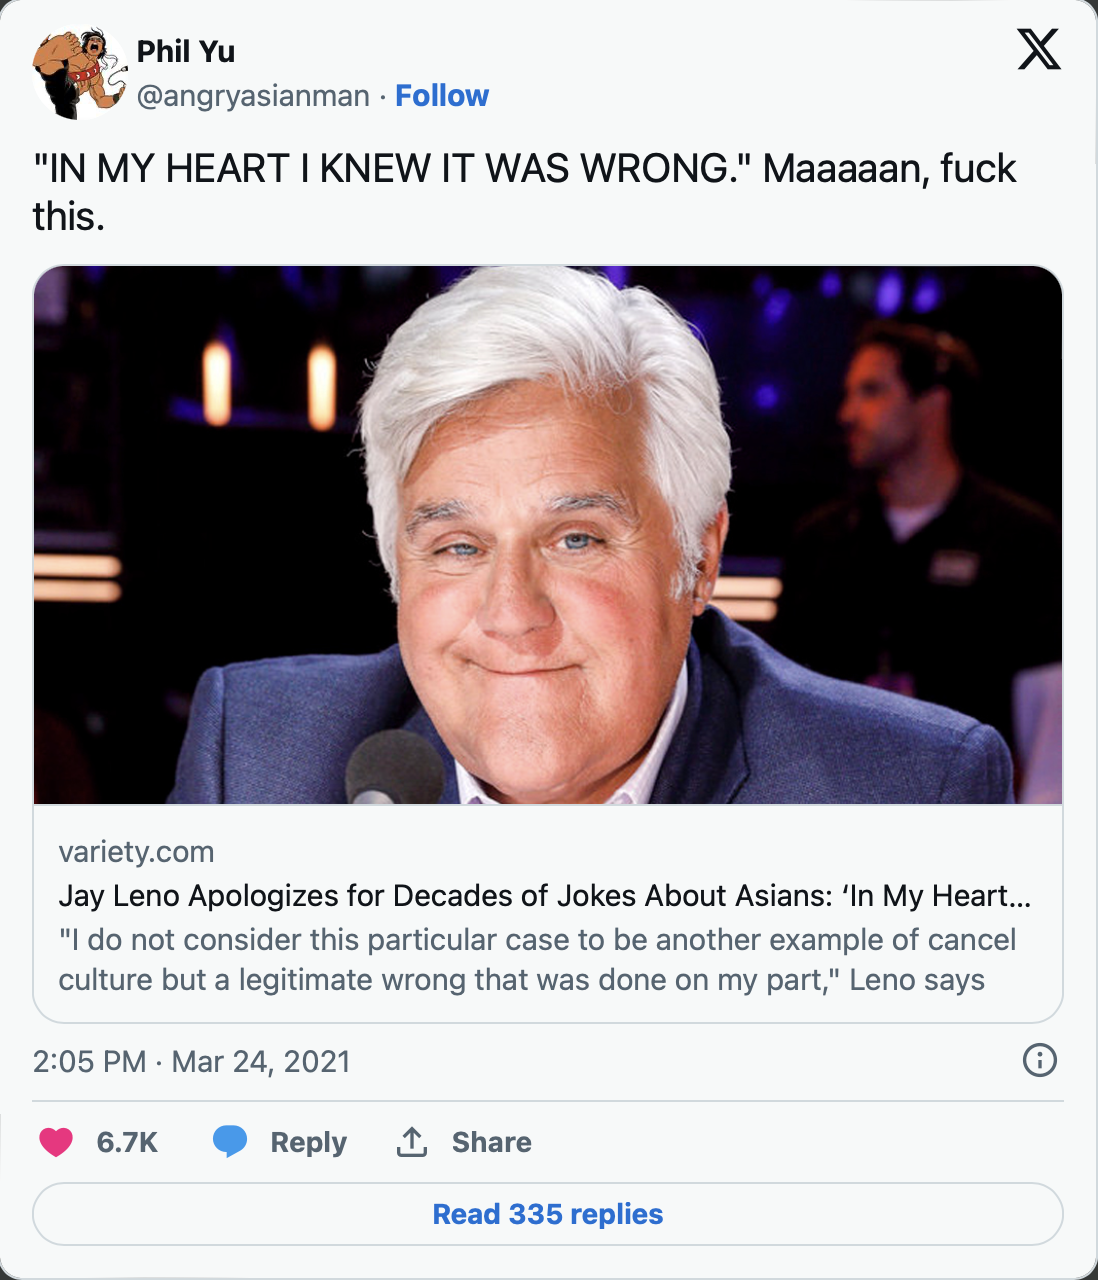 Phil Yu
@angryasianman · Follow
"IN MY HEART I KNEW IT WAS WRONG." Maaaaan, fuck
this.
variety.com
Jay Leno Apologizes for Decades of Jokes About Asians: ‘In My Heart...
"I do not consider this particular case to be another example of cancel
culture but a legitimate wrong that was done on my part," Leno says
2:05 PM · Mar 24, 2021
6.7K Reply Share
Read 335 replies